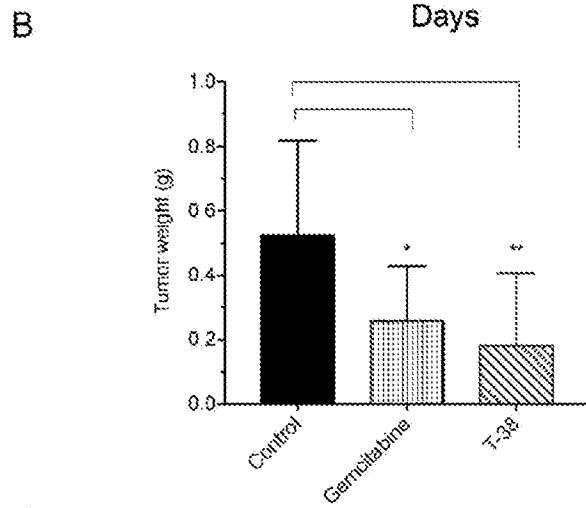 B
Days
1.0
0.8
0.6
0.4
0.2
0.0
Tumor weight (g)
*
**
Control
Gemcitabine
T-38